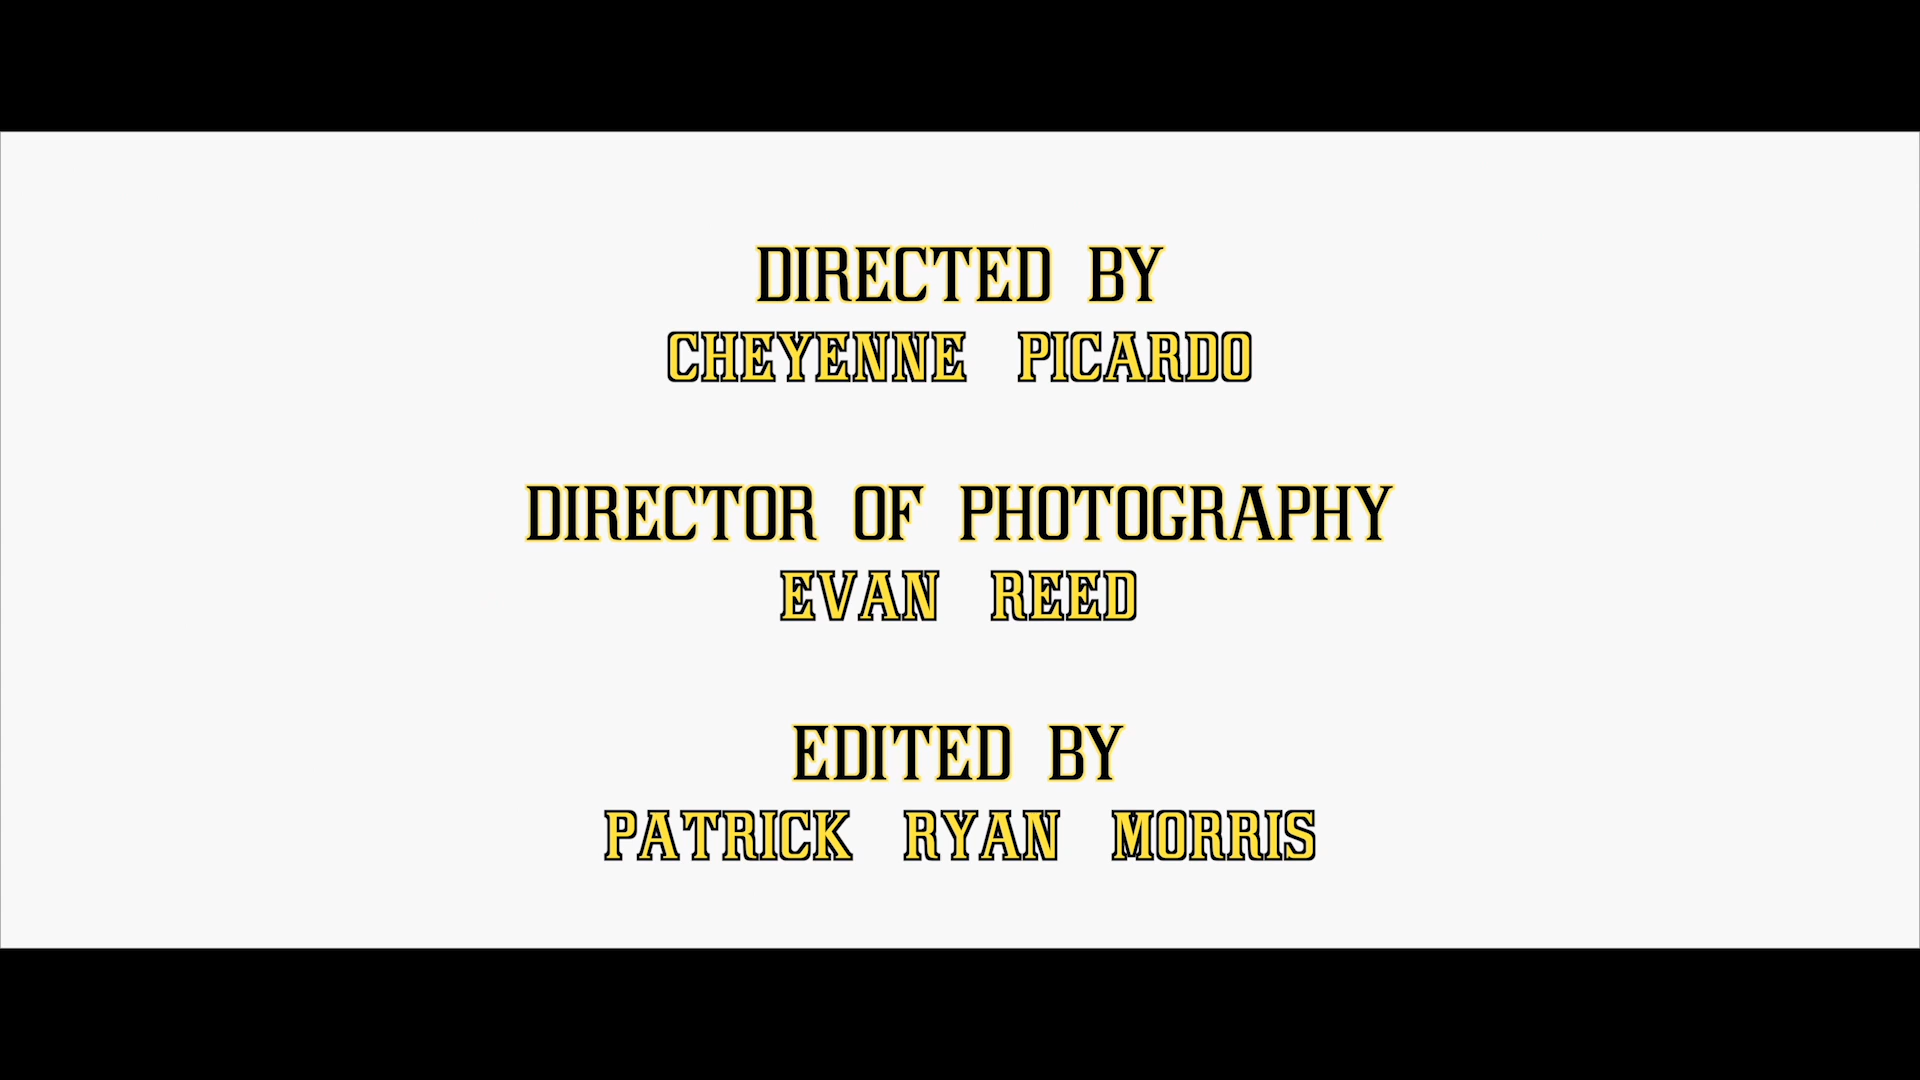 DIRECTED BY
CHEYENNE PICARDO
DIRECTOR OF PHOTOGRAPHY
EVAN REED
EDITED BY
PATRICK RYAN MORRIS